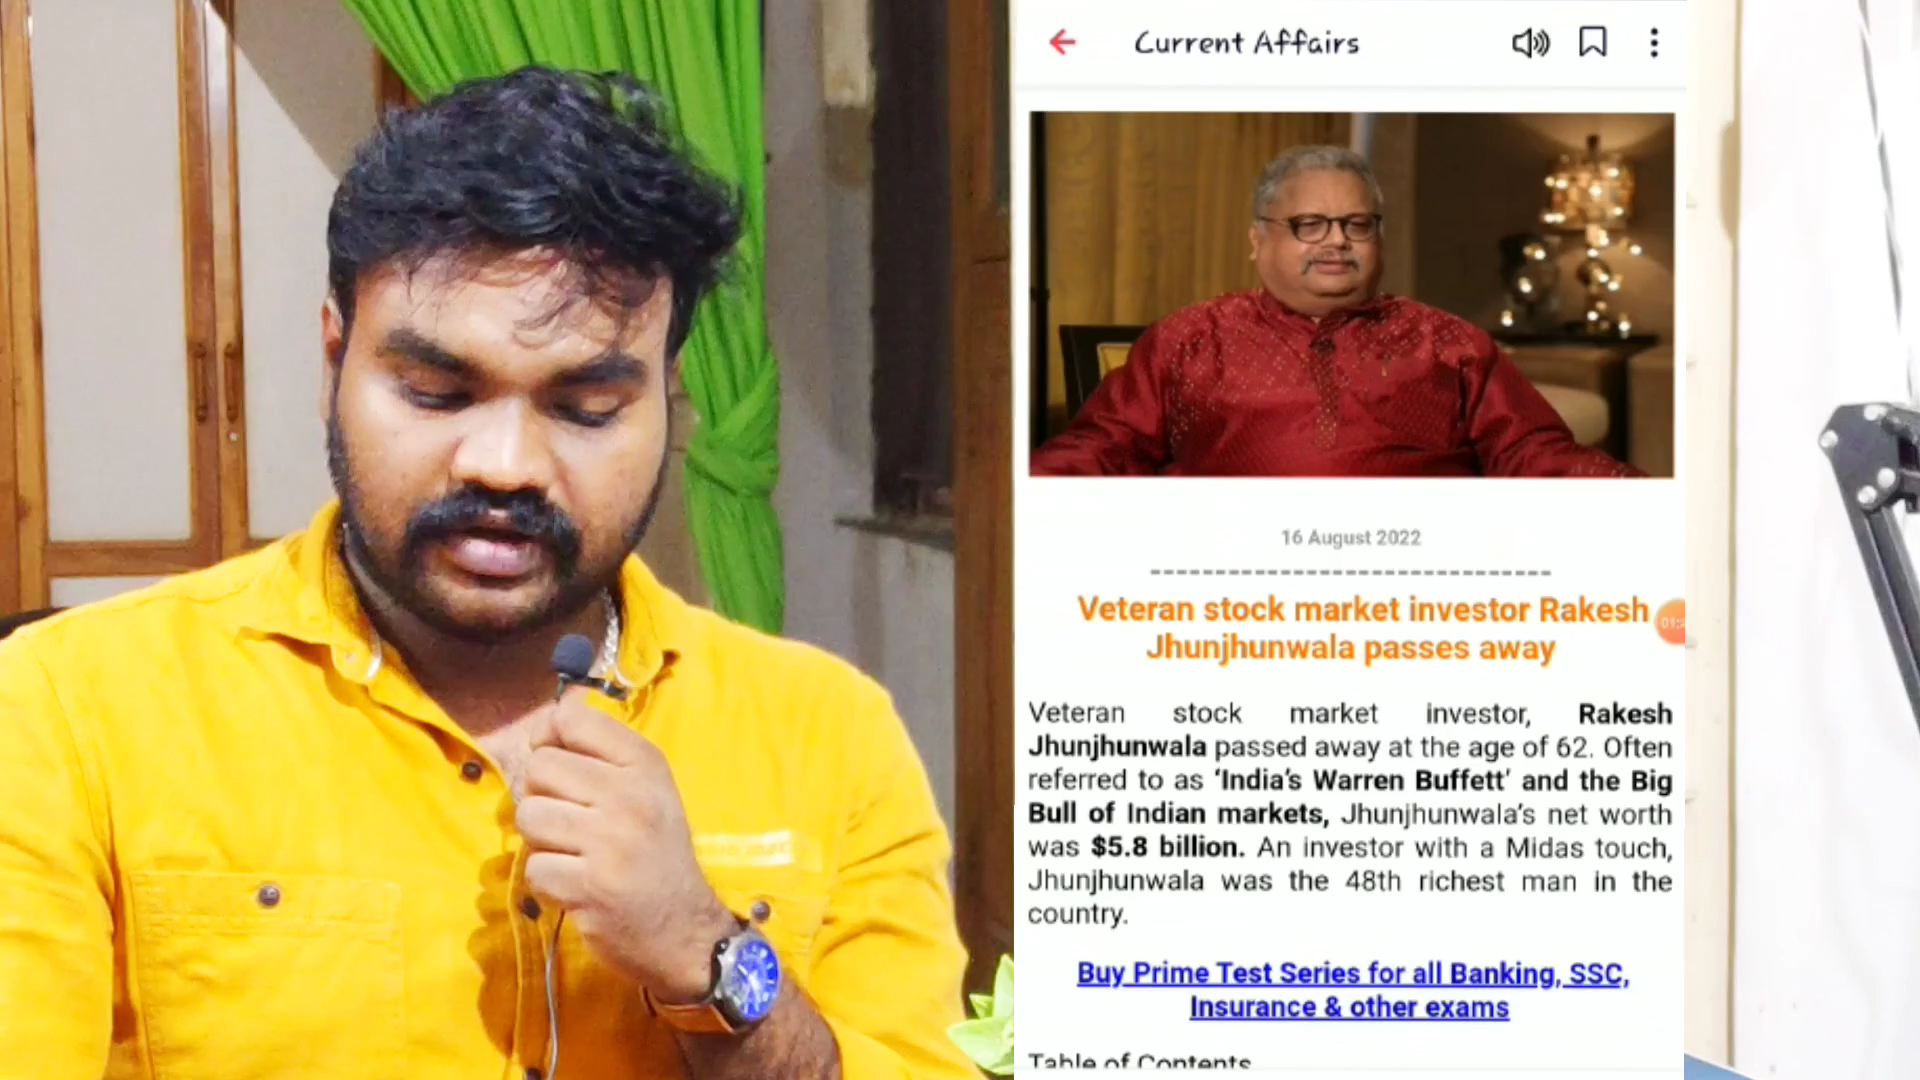 Current Affairs
16 August 2022
------------------------------
Veteran stock market investor Rakesh
Jhunjhunwala passes away
Veteran stock market investor, Rakesh
Jhunjhunwala passed away at the age of 62. Often
referred to as ‘India’s Warren Buffett’ and the Big
Bull of Indian markets, Jhunjhunwala’s net worth
was $5.8 billion. An investor with a Midas touch,
Jhunjhunwala was the 48th richest man in the
country.
Buy Prime Test Series for all Banking, SSC,
Insurance & other exams
Table of Contents